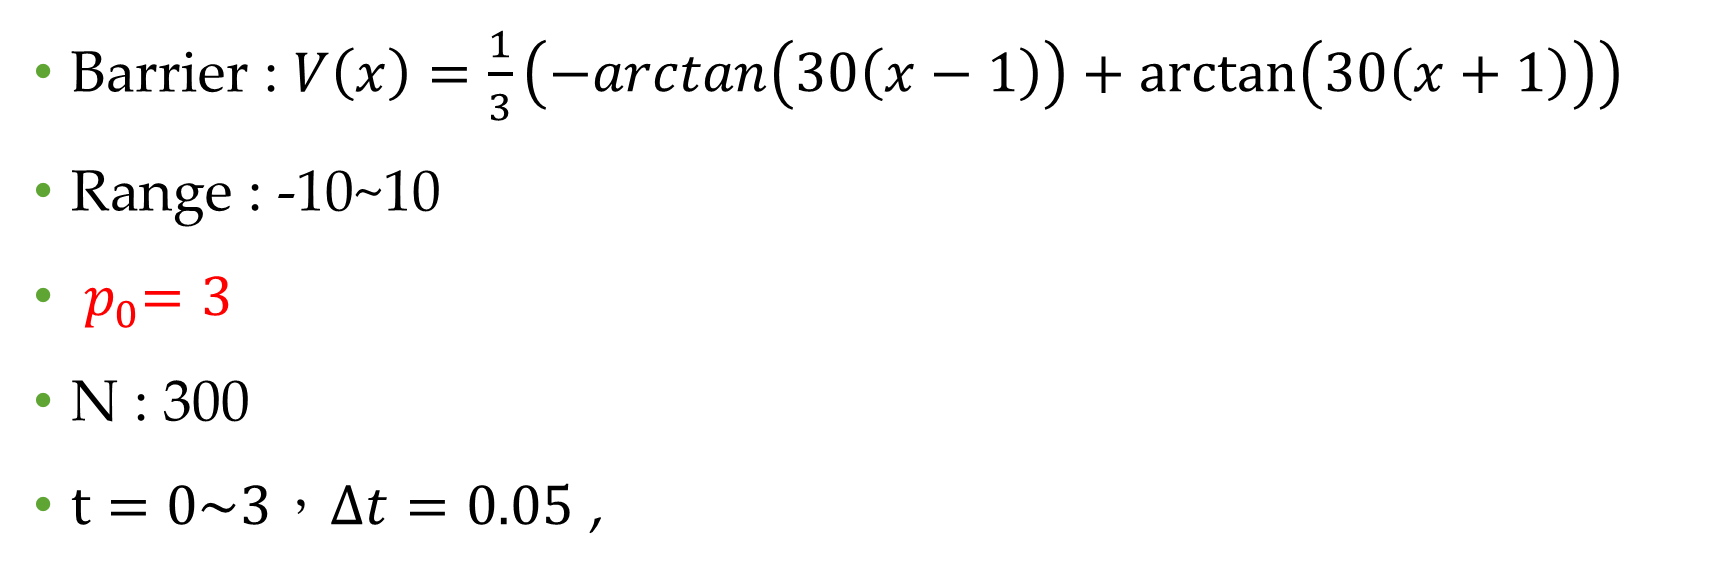 • Barrier : V(x) = 1/3 (−arctan(30(x − 1)) + arctan(30(x + 1)))
• Range : -10~10
• p₀= 3
• N : 300
• t = 0~3，Δt = 0.05 ,